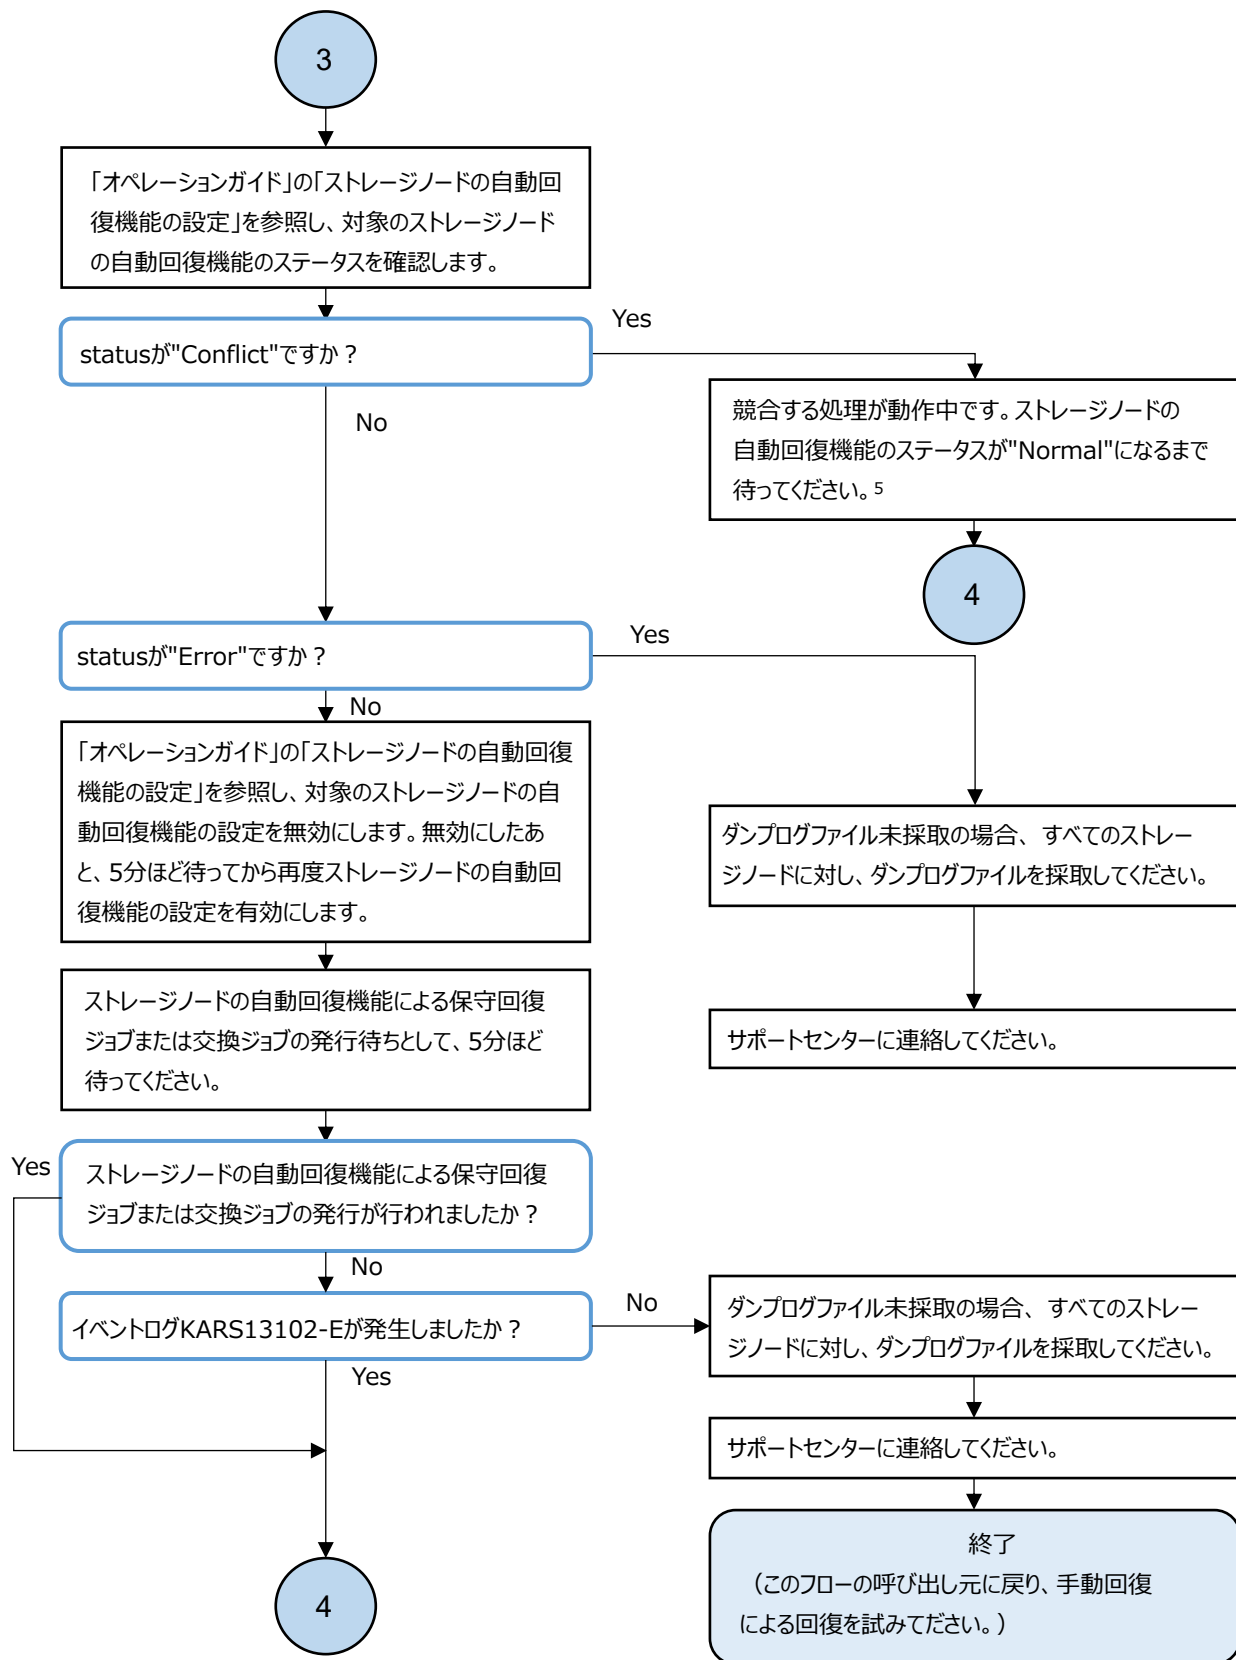 3
「オペレーションガイド」の「ストレージノードの自動回
復機能の設定」を参照し、対象のストレージノード
の自動回復機能のステータスを確認します。
Yes
statusが"Conflict"ですか？
No
競合する処理が動作中です。ストレージノードの
自動回復機能のステータスが"Normal"になるまで
待ってください。5
4
Yes
statusが"Error"ですか？
No
「オペレーションガイド」の「ストレージノードの自動回復
機能の設定」を参照し、対象のストレージノードの自
動回復機能の設定を無効にします。無効にしたあ
と、5分ほど待ってから再度ストレージノードの自動回
復機能の設定を有効にします。
ダンプログファイル未採取の場合、すべてのストレー
ジノードに対し、ダンプログファイルを採取してください。
ストレージノードの自動回復機能による保守回復
ジョブまたは交換ジョブの発行待ちとして、5分ほど
待ってください。
サポートセンターに連絡してください。
Yes
ストレージノードの自動回復機能による保守回復
ジョブまたは交換ジョブの発行が行われましたか？
No
イベントログKARS13102-Eが発生しましたか？
No
Yes
ダンプログファイル未採取の場合、すべてのストレー
ジノードに対し、ダンプログファイルを採取してください。
サポートセンターに連絡してください。
終了
（このフローの呼び出し元に戻り、手動回復
による回復を試みてださい。）
4